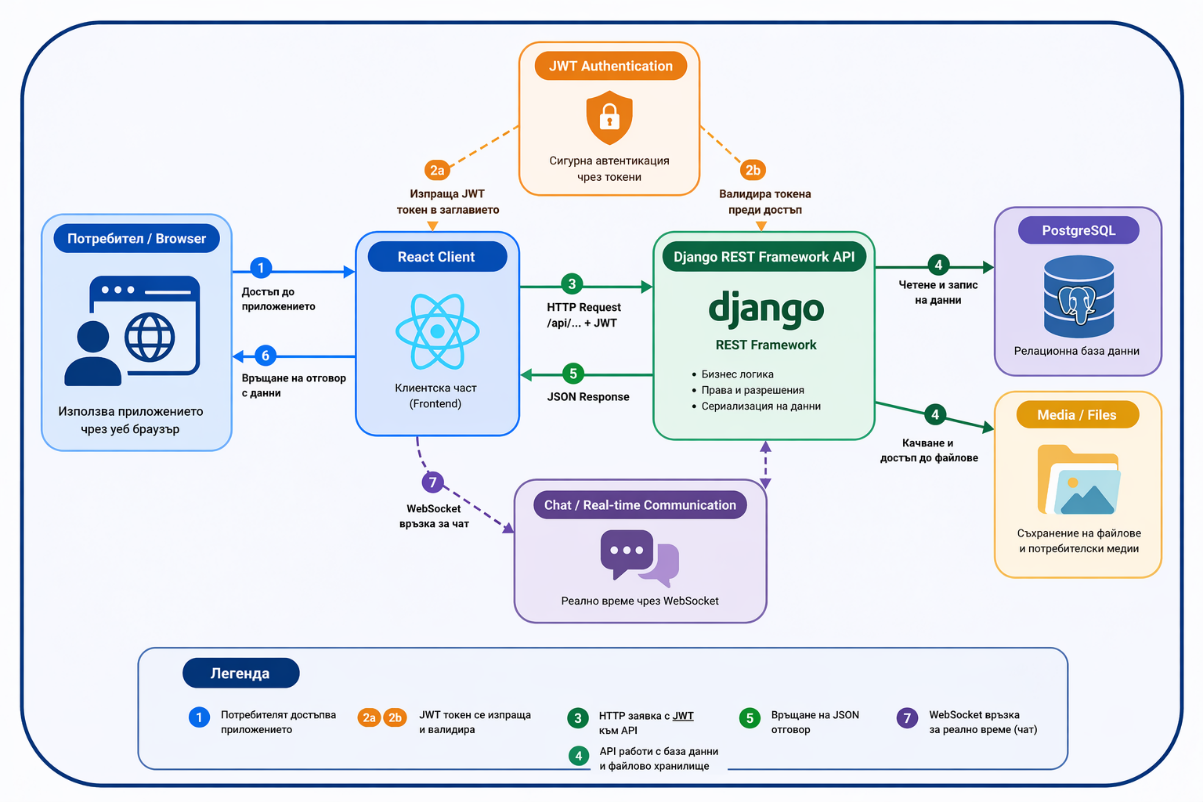 JWT Authentication
Сигурна автентикация
чрез токени
2a
Изпраща JWT
токен в заглавието
2b
Валидира токена
преди достъп
Потребител / Browser
Използва приложението
чрез уеб браузър
1
Достъп до
приложението
6
Връщане на отговор
с данни
React Client
Клиентска част
(Frontend)
3
HTTP Request
/api/... + JWT
5
JSON Response
Django REST Framework API
django
REST Framework
• Бизнес логика
• Права и разрешения
• Сериализация на данни
4
Четене и запис
на данни
PostgreSQL
Релационна база данни
4
Качване и
достъп до файлове
Media / Files
Съхранение на файлове
и потребителски медии
7
WebSocket
връзка за чат
Chat / Real-time Communication
Реално време чрез WebSocket
Легенда
1
Потребителят достъпва
приложението
2a 2b
JWT токен се изпраща
и валидира
3
HTTP заявка с JWT
към API
4
API работи с база данни
и файлово хранилище
5
Връщане на JSON
отговор
7
WebSocket връзка
за реално време (чат)